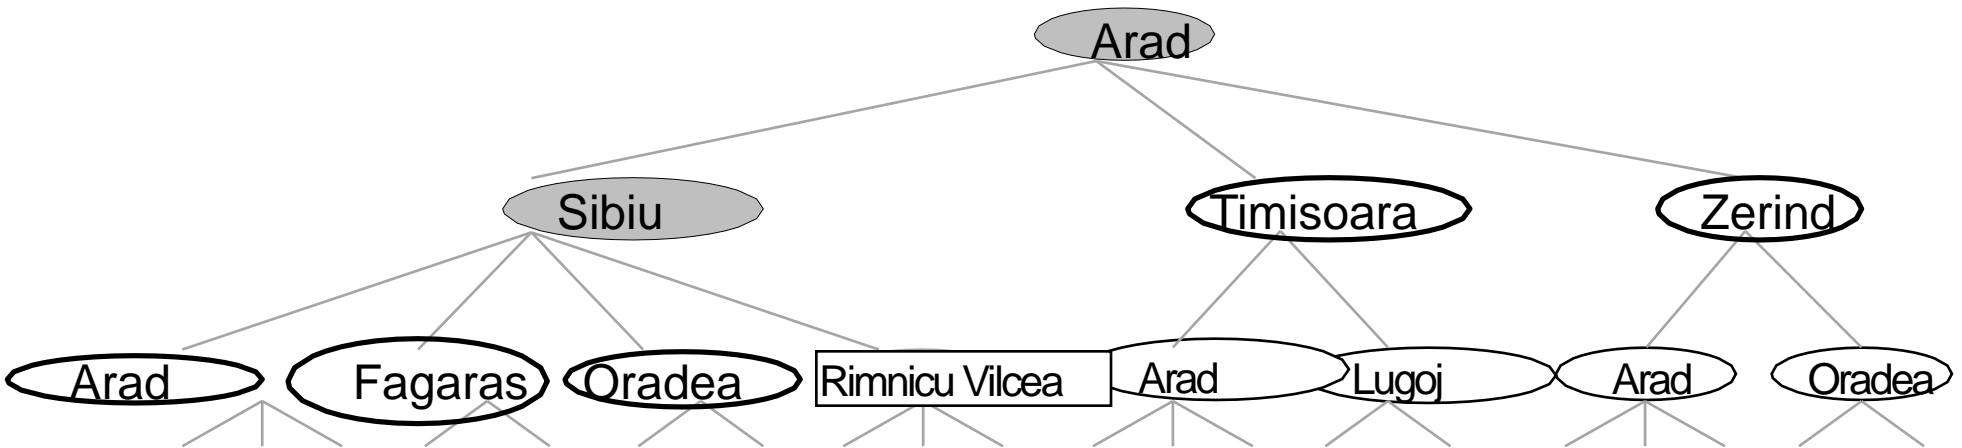 Arad
Sibiu
Timisoara
Zerind
Arad
Fagaras
Oradea
Rimnicu Vilcea
Arad
Lugoj
Arad
Oradea